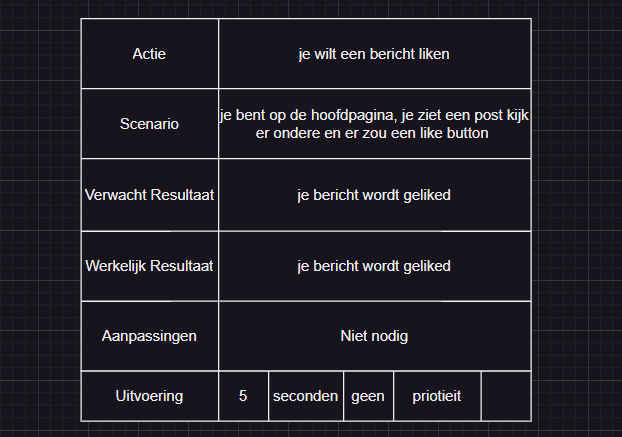 Actie
je wilt een bericht liken
Scenario
je bent op de hoofdpagina, je ziet een post kijk
er ondere en er zou een like button
Verwacht Resultaat
je bericht wordt geliked
Werkelijk Resultaat
je bericht wordt geliked
Aanpassingen
Niet nodig
Uitvoering
5
seconden
geen
priotieit